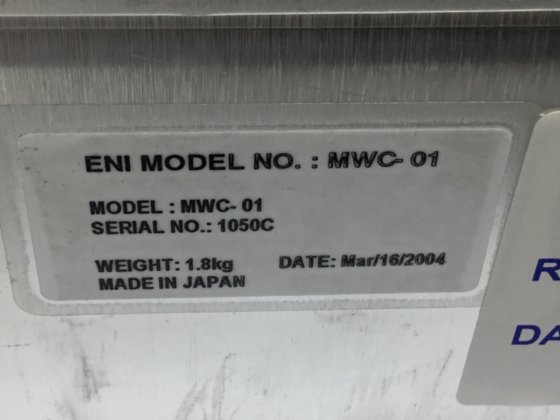 ENI MODEL NO. : MWC- 01
MODEL : MWC- 01
SERIAL NO.: 1050C
WEIGHT: 1.8kg DATE: Mar/16/2004
MADE IN JAPAN